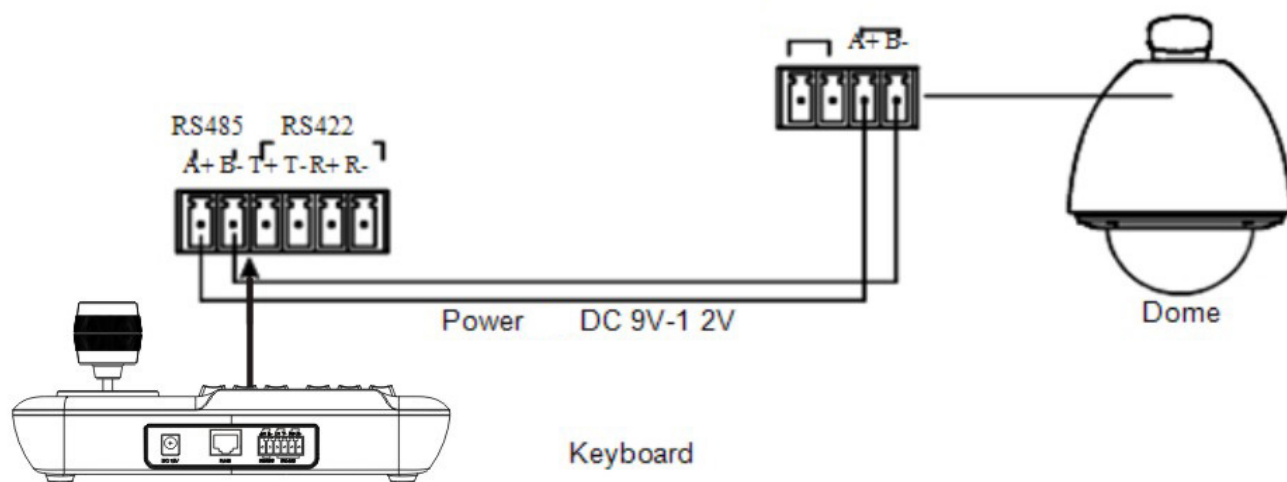 A+ B-
RS485 RS422
A+ B- T+ T- R+ R-
Power DC 9V-1 2V
Dome
Keyboard